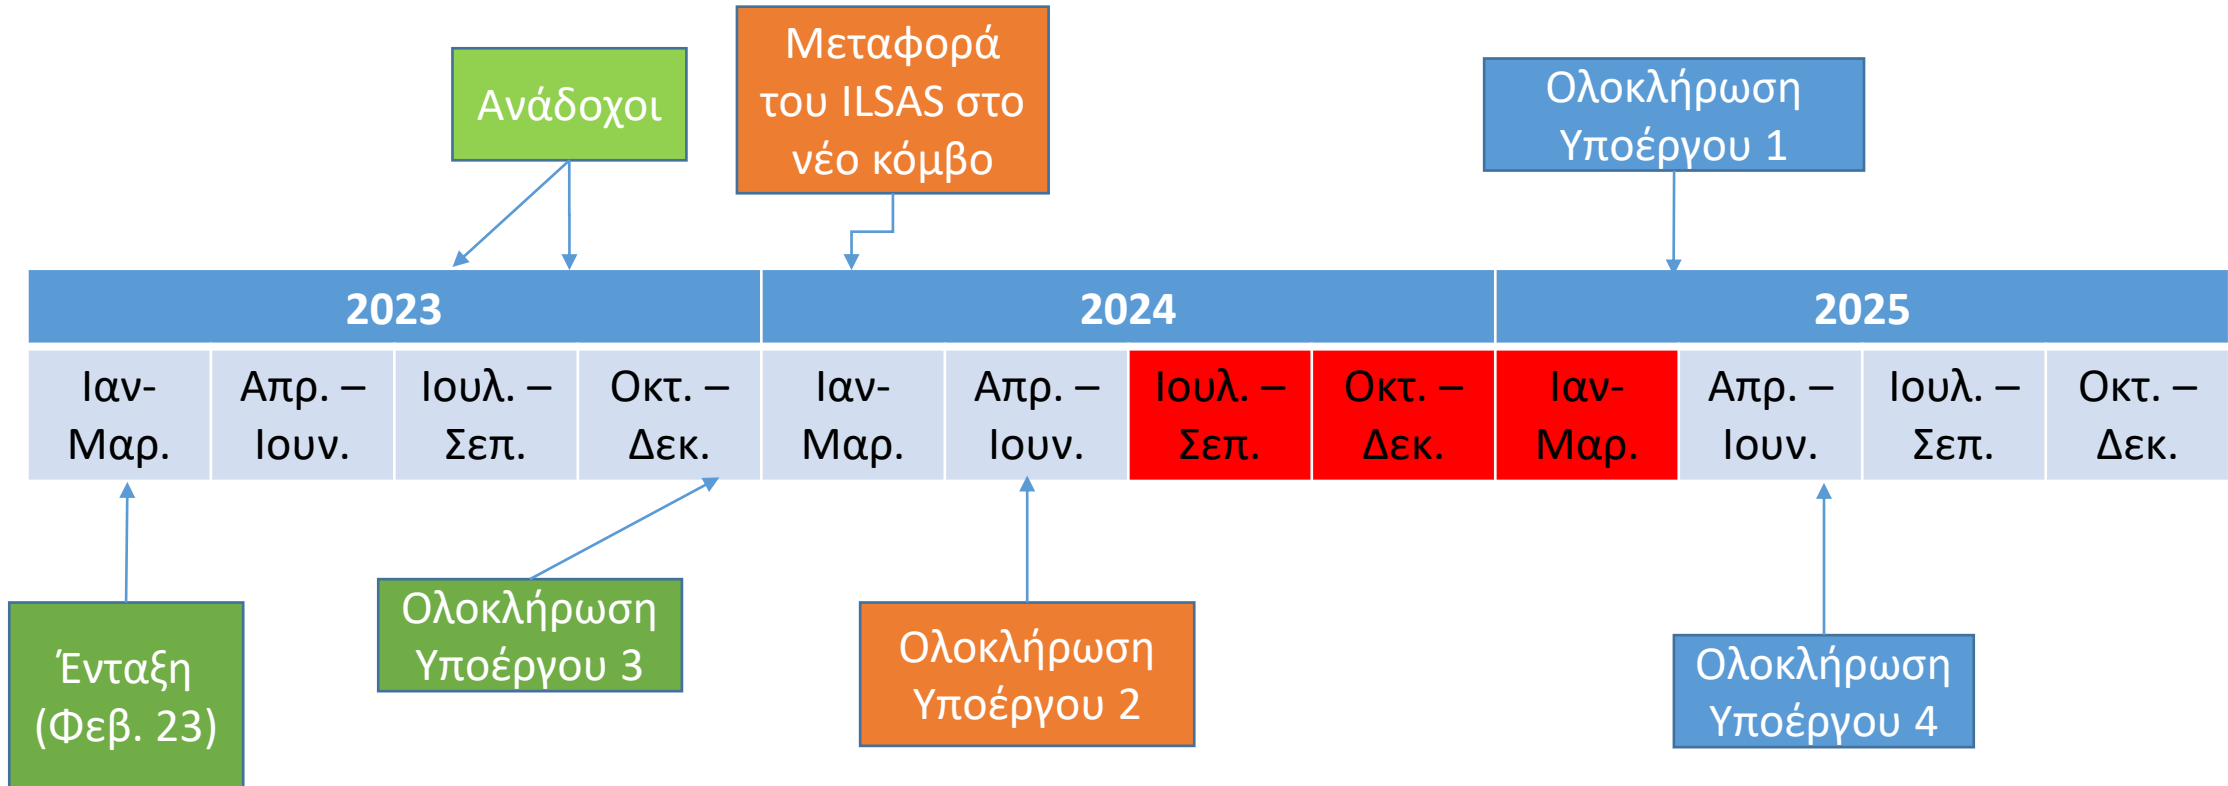 Ανάδοχοι
Μεταφορά
του ILSAS στο
νέο κόμβο
Ολοκλήρωση
Υποέργου 1
2023
2024
2025
Ιαν-
Μαρ.
Απρ. –
Ιουν.
Ιουλ. –
Σεπ.
Οκτ. –
Δεκ.
Ιαν-
Μαρ.
Απρ. –
Ιουν.
Ιουλ. –
Σεπ.
Οκτ. –
Δεκ.
Ιαν-
Μαρ.
Απρ. –
Ιουν.
Ιουλ. –
Σεπ.
Οκτ. –
Δεκ.
Ένταξη
(Φεβ. 23)
Ολοκλήρωση
Υποέργου 3
Ολοκλήρωση
Υποέργου 2
Ολοκλήρωση
Υποέργου 4